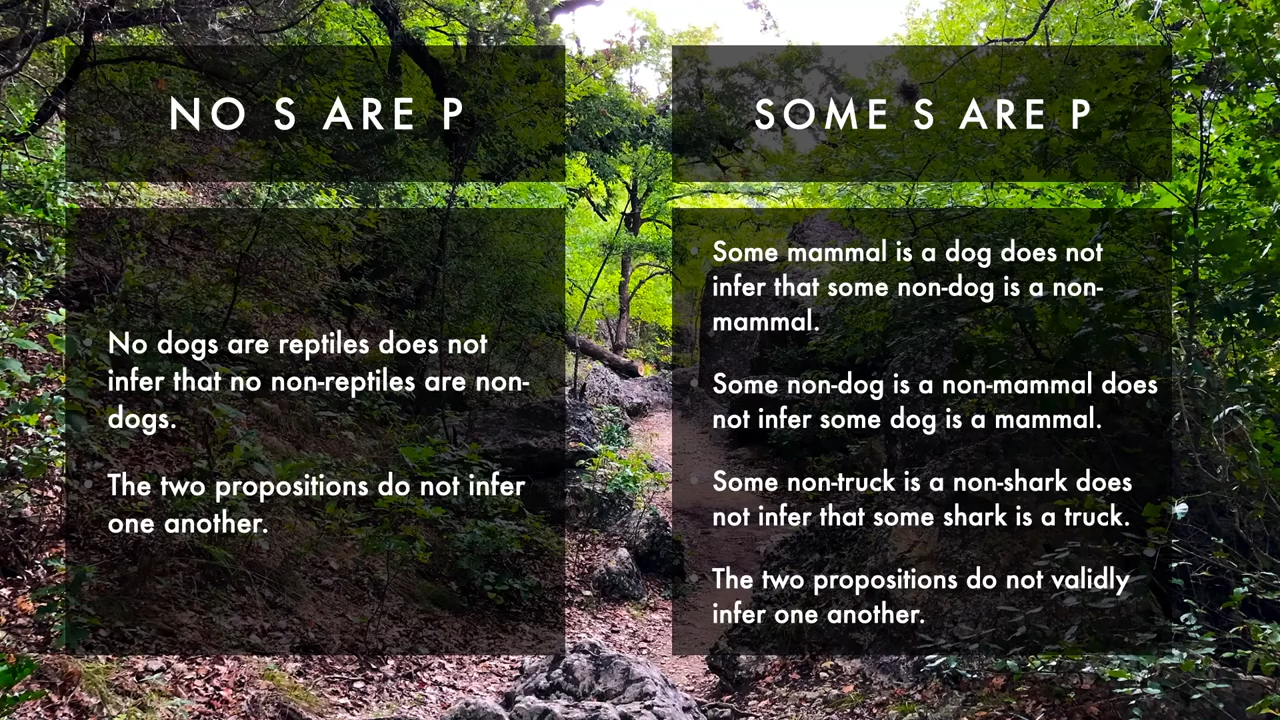 NO S ARE P
No dogs are reptiles does not
infer that no non-reptiles are non-
dogs.
The two propositions do not infer
one another.
SOME S ARE P
Some mammal is a dog does not
infer that some non-dog is a non-
mammal.
Some non-dog is a non-mammal does
not infer some dog is a mammal.
Some non-truck is a non-shark does
not infer that some shark is a truck.
The two propositions do not validly
infer one another.